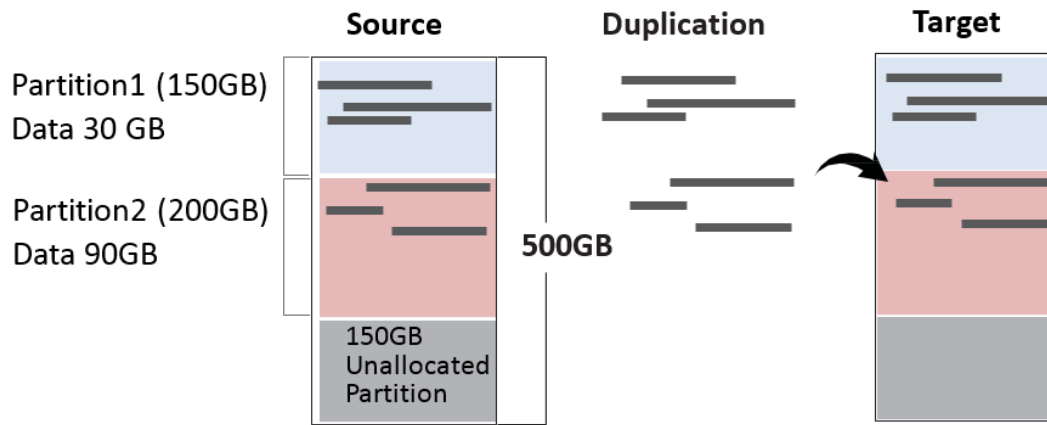 Source
Duplication
Target
Partition1 (150GB)
Data 30 GB
Partition2 (200GB)
Data 90GB
500GB
150GB
Unallocated
Partition